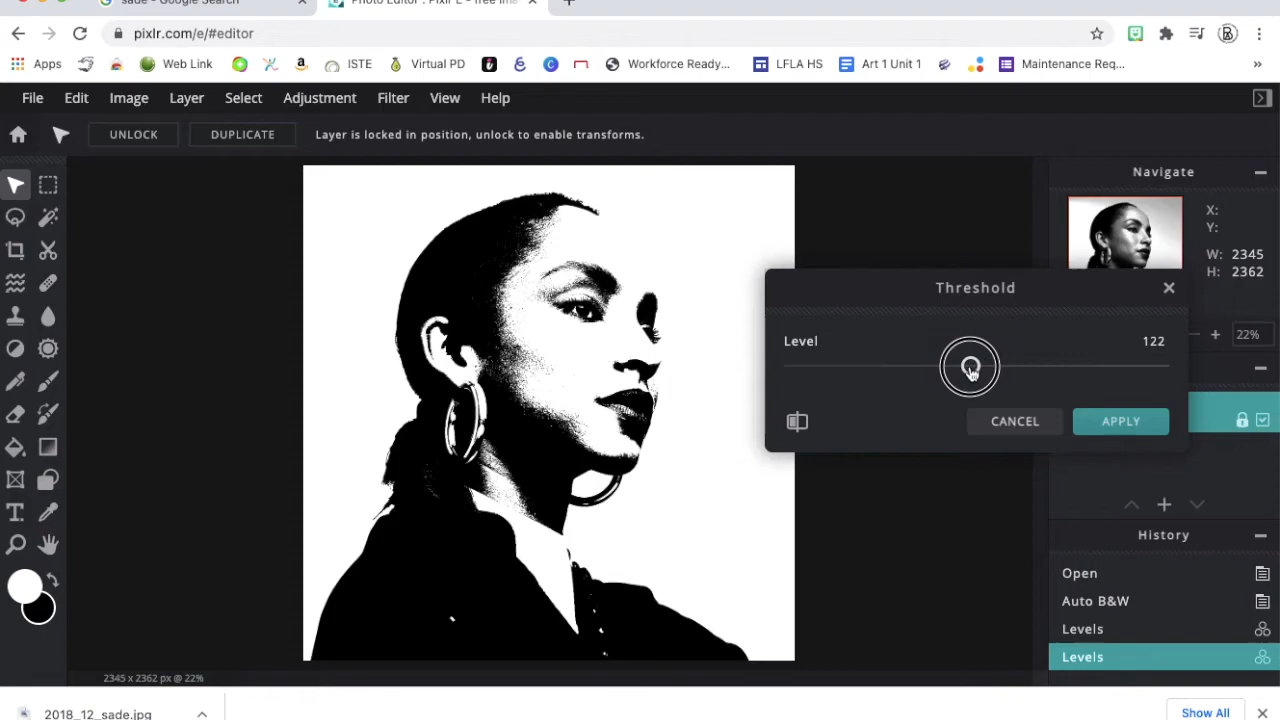 sade - Google Search
Photo Editor : Pixlr E - free ima
pixlr.com/e/#editor
Apps Web Link ISTE Virtual PD Workforce Ready... LFLA HS Art 1 Unit 1 Maintenance Req... »
File Edit Image Layer Select Adjustment Filter View Help
UNLOCK DUPLICATE Layer is locked in position, unlock to enable transforms.
Navigate
X:
Y:
W: 2345
H: 2362
22%
Threshold
Level 122
CANCEL APPLY
History
Open
Auto B&W
Levels
Levels
2345 x 2362 px @ 22%
2018_12_sade.jpg
Show All